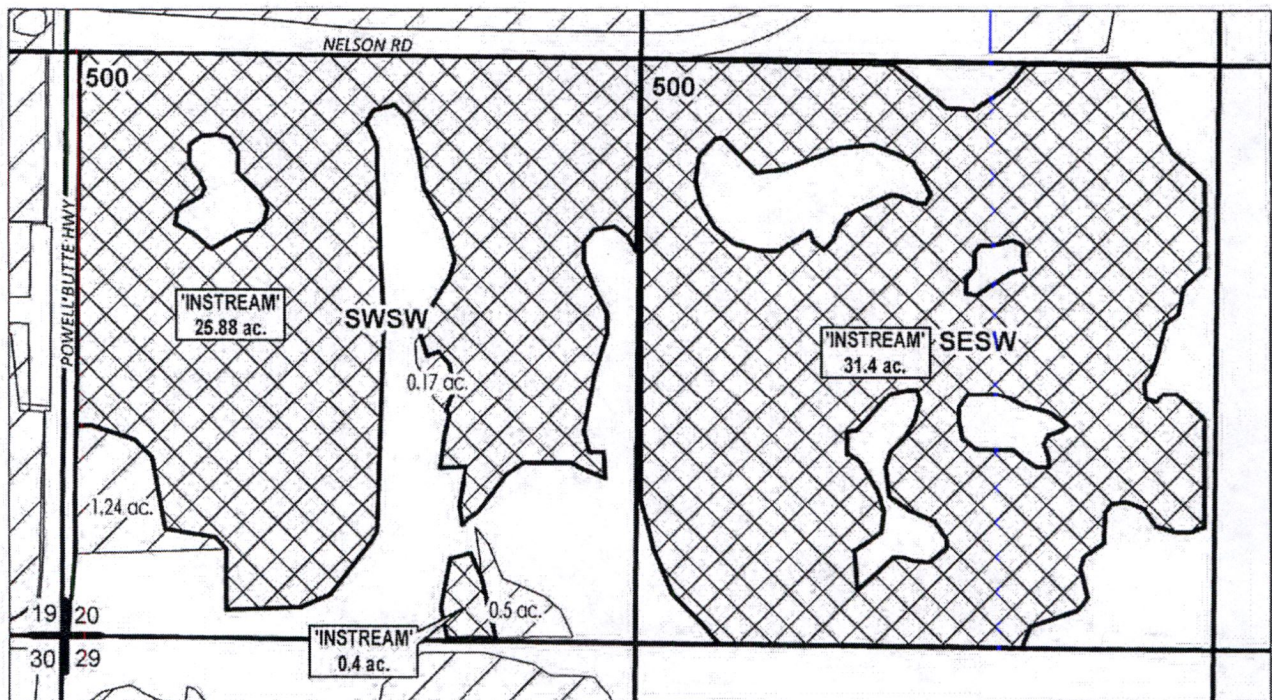 NELSON RD
500
500
POWELL BUTTE HWY
'INSTREAM'
25.88 ac.
SWSW
'INSTREAM'
31.4 ac.
SESW
0.17 ac.
1.24 ac.
0.5 ac.
19 20
30 29
'INSTREAM'
0.4 ac.